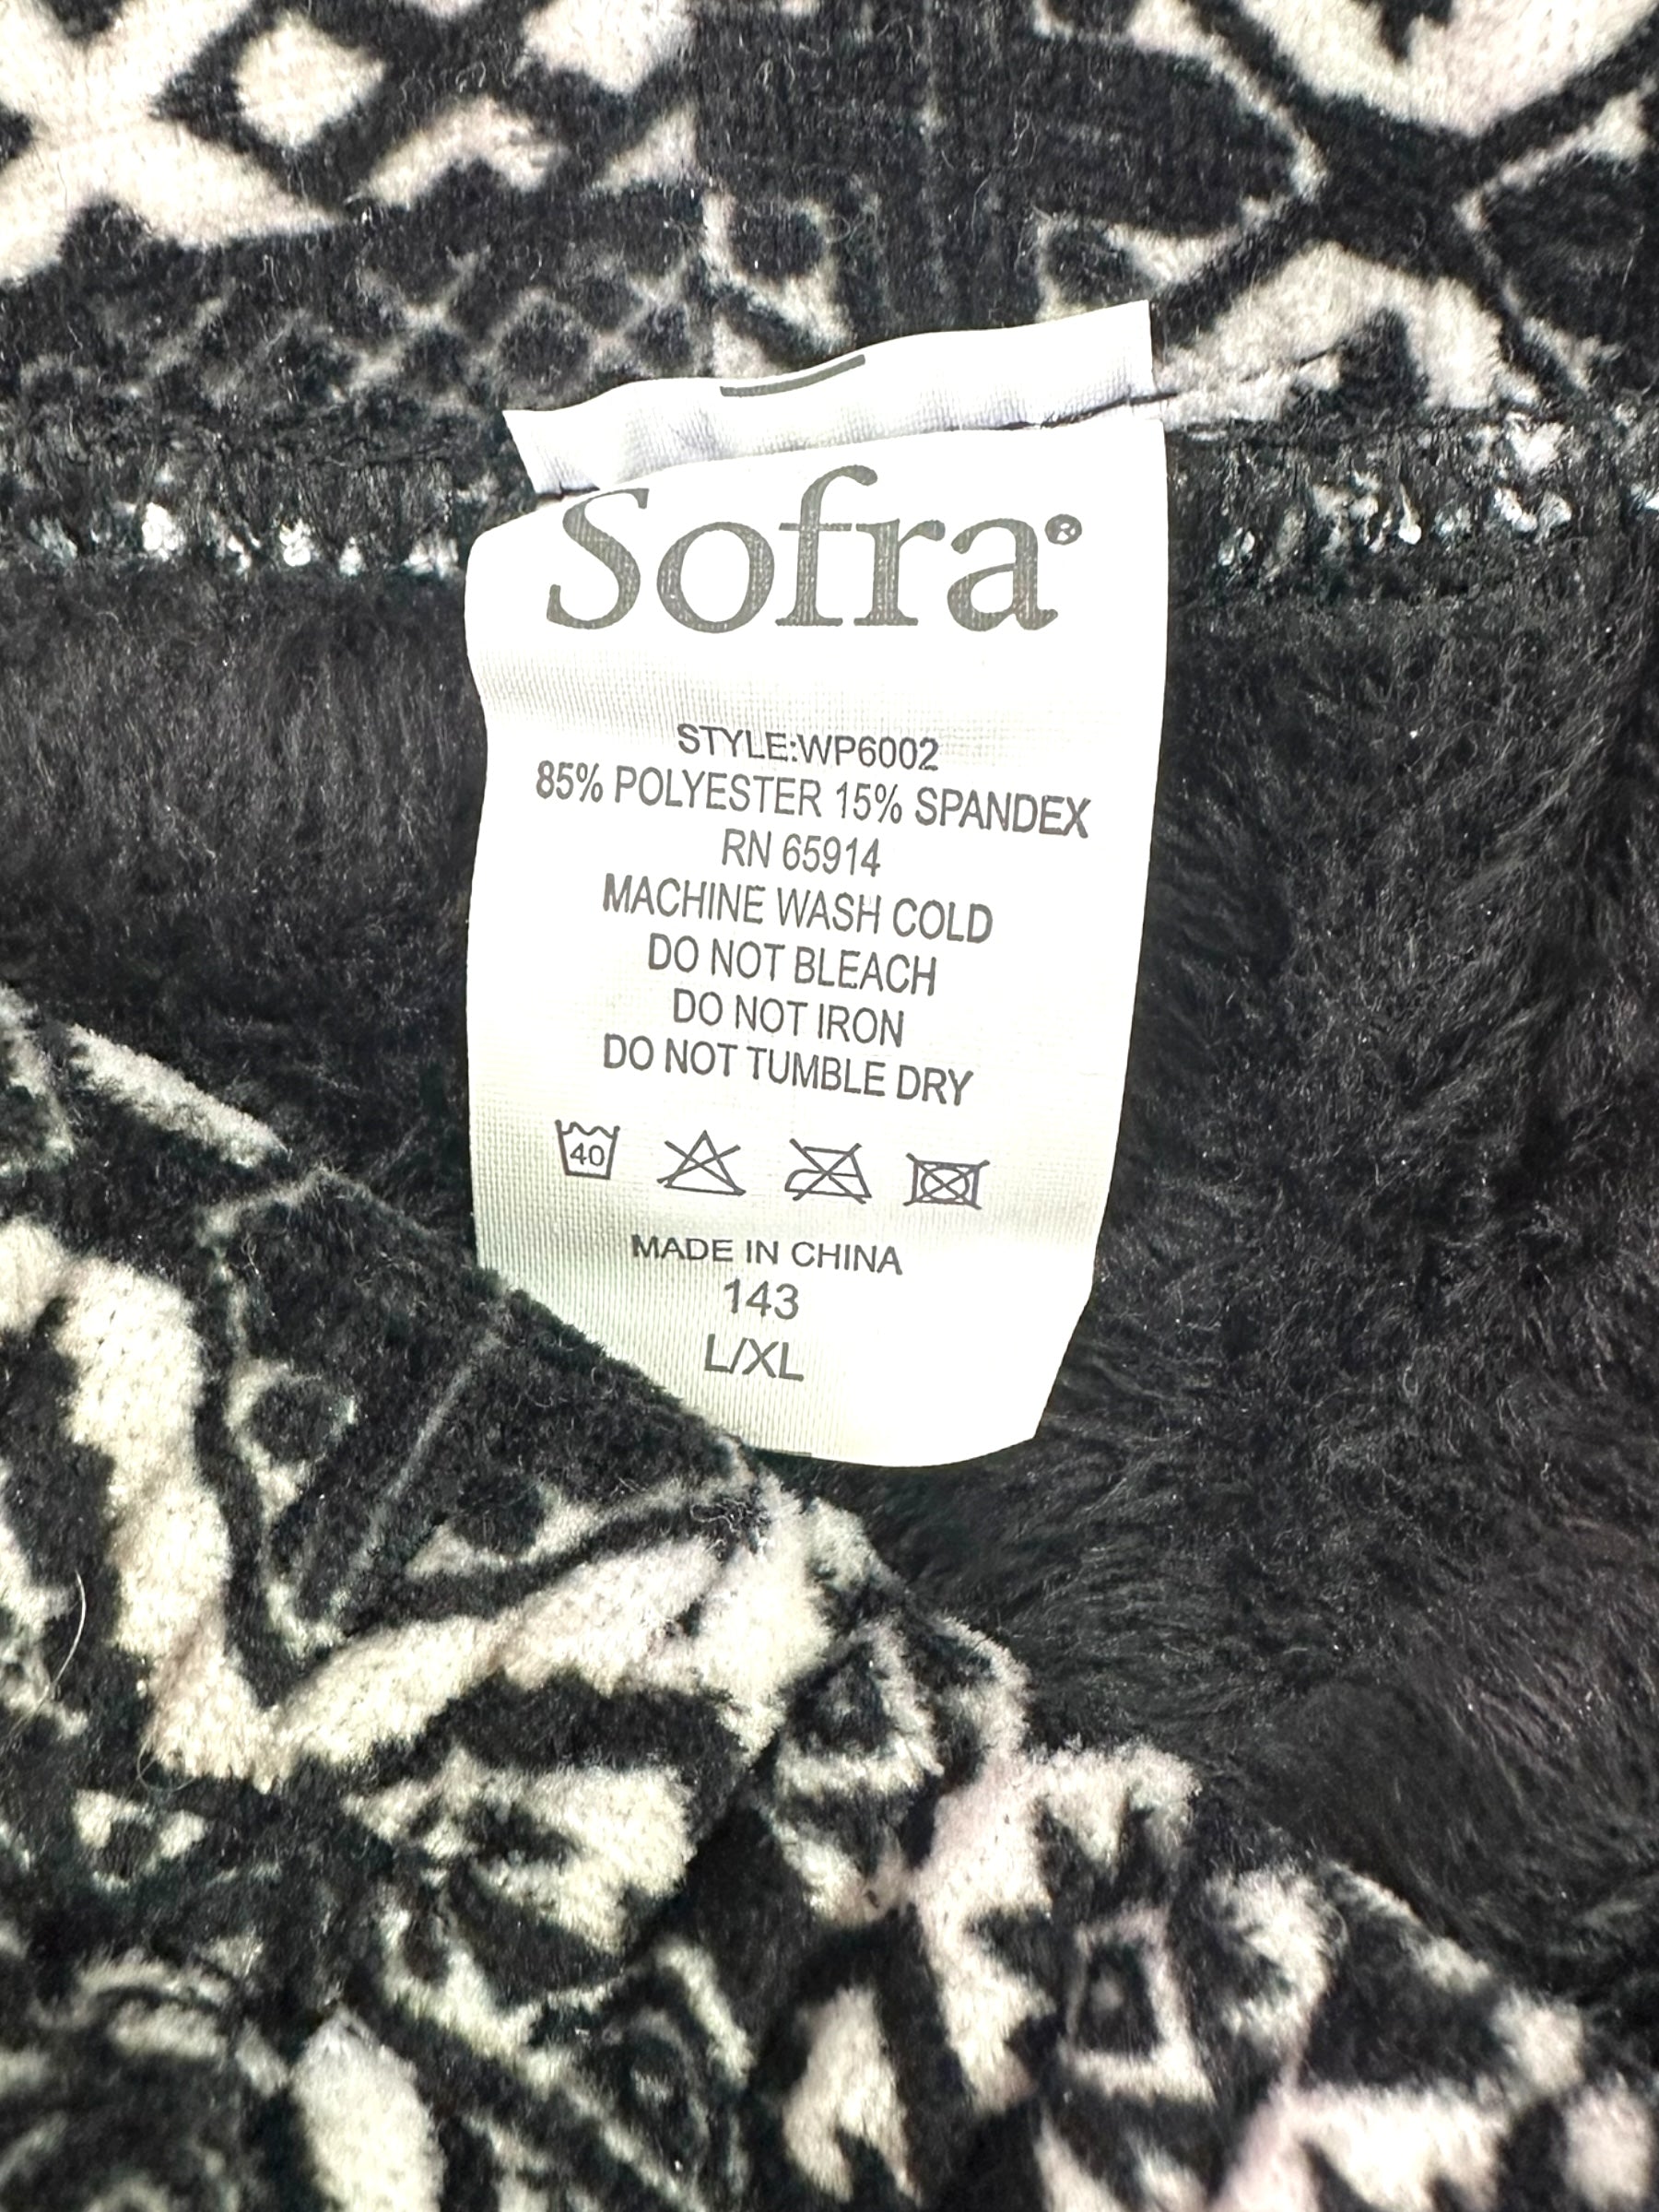 Sofra®
STYLE:WP6002
85% POLYESTER 15% SPANDEX
RN 65914
MACHINE WASH COLD
DO NOT BLEACH
DO NOT IRON
DO NOT TUMBLE DRY
40
MADE IN CHINA
143
L/XL